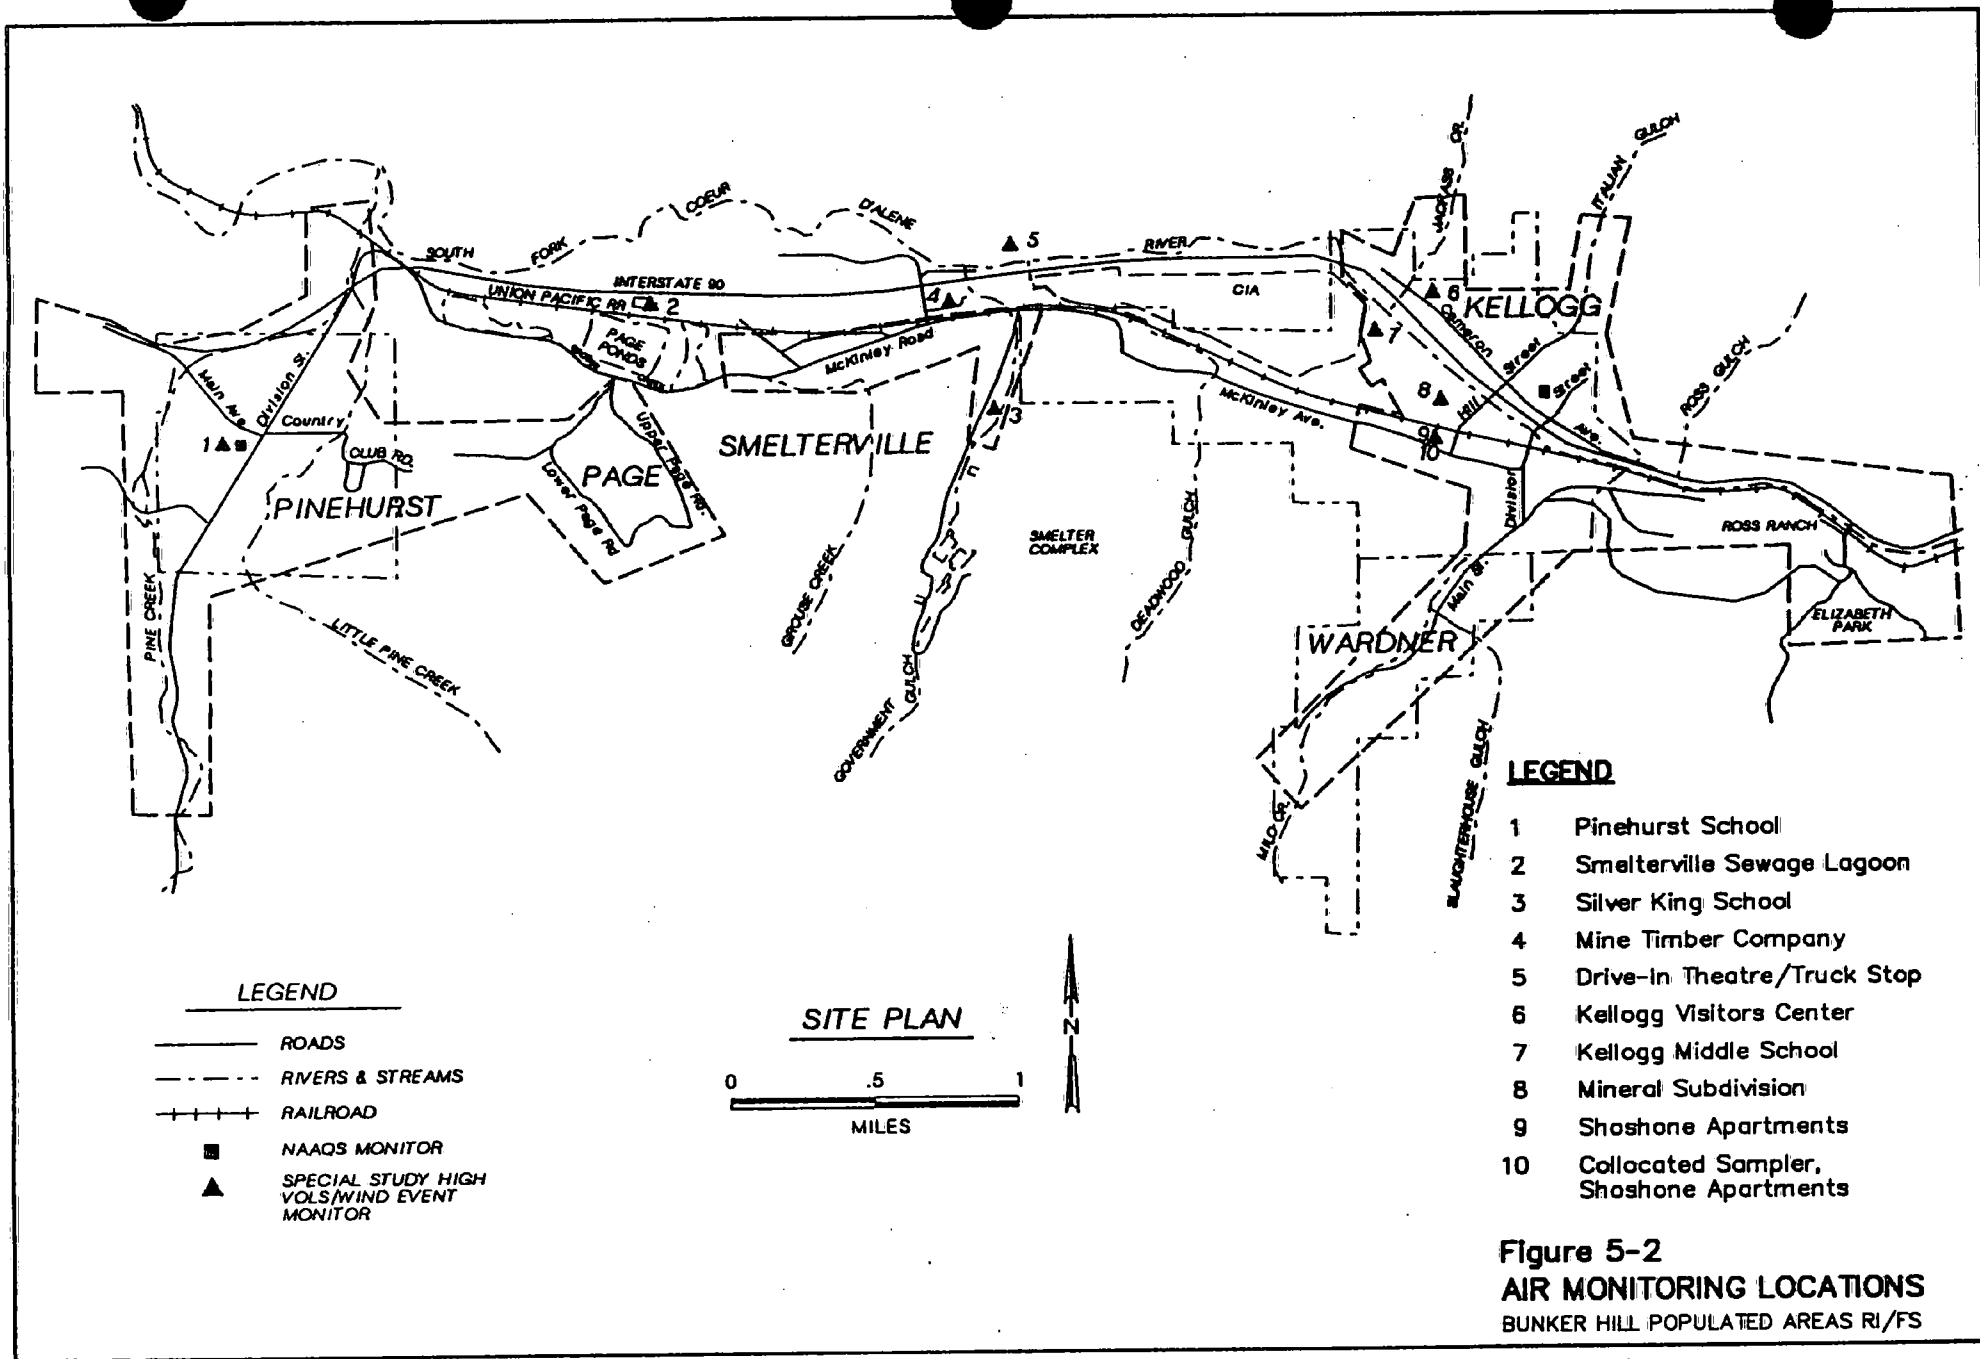 JACKASS CR.
ITALIAN GULCH
COEUR
D'ALENE
SOUTH
FORK
RIVER
5
INTERSTATE 90
UNION PACIFIC RR
2
4
CIA
6
KELLOGG
7
Cameron
PAGE
PONDS
McKinley Road
ROSS GULCH
Main Ave
Division St.
Country
CLUB RD.
1
3
McKinley Ave.
8
Hill
Street
Street
Ave.
9
10
Upper Page Rd.
SMELTERVILLE
PAGE
Lower Page Rd
PINEHURST
Division
ROSS RANCH
SMELTER
COMPLEX
DEADWOOD GULCH
GROUSE CREEK
PINE CREEK
LITTLE PINE CREEK
Main St.
ELIZABETH
PARK
WARDNER
GOVERNMENT GULCH
MILO CR.
SLAUGHTERHOUSE GULCH
LEGEND
1 Pinehurst School
2 Smelterville Sewage Lagoon
3 Silver King School
4 Mine Timber Company
5 Drive-In Theatre/Truck Stop
6 Kellogg Visitors Center
7 Kellogg Middle School
8 Mineral Subdivision
9 Shoshone Apartments
10 Collocated Sampler,
Shoshone Apartments
LEGEND
ROADS
RIVERS & STREAMS
RAILROAD
NAAQS MONITOR
SPECIAL STUDY HIGH
VOLS/WIND EVENT
MONITOR
SITE PLAN
0 .5 1
MILES
N
Figure 5-2
AIR MONITORING LOCATIONS
BUNKER HILL POPULATED AREAS RI/FS